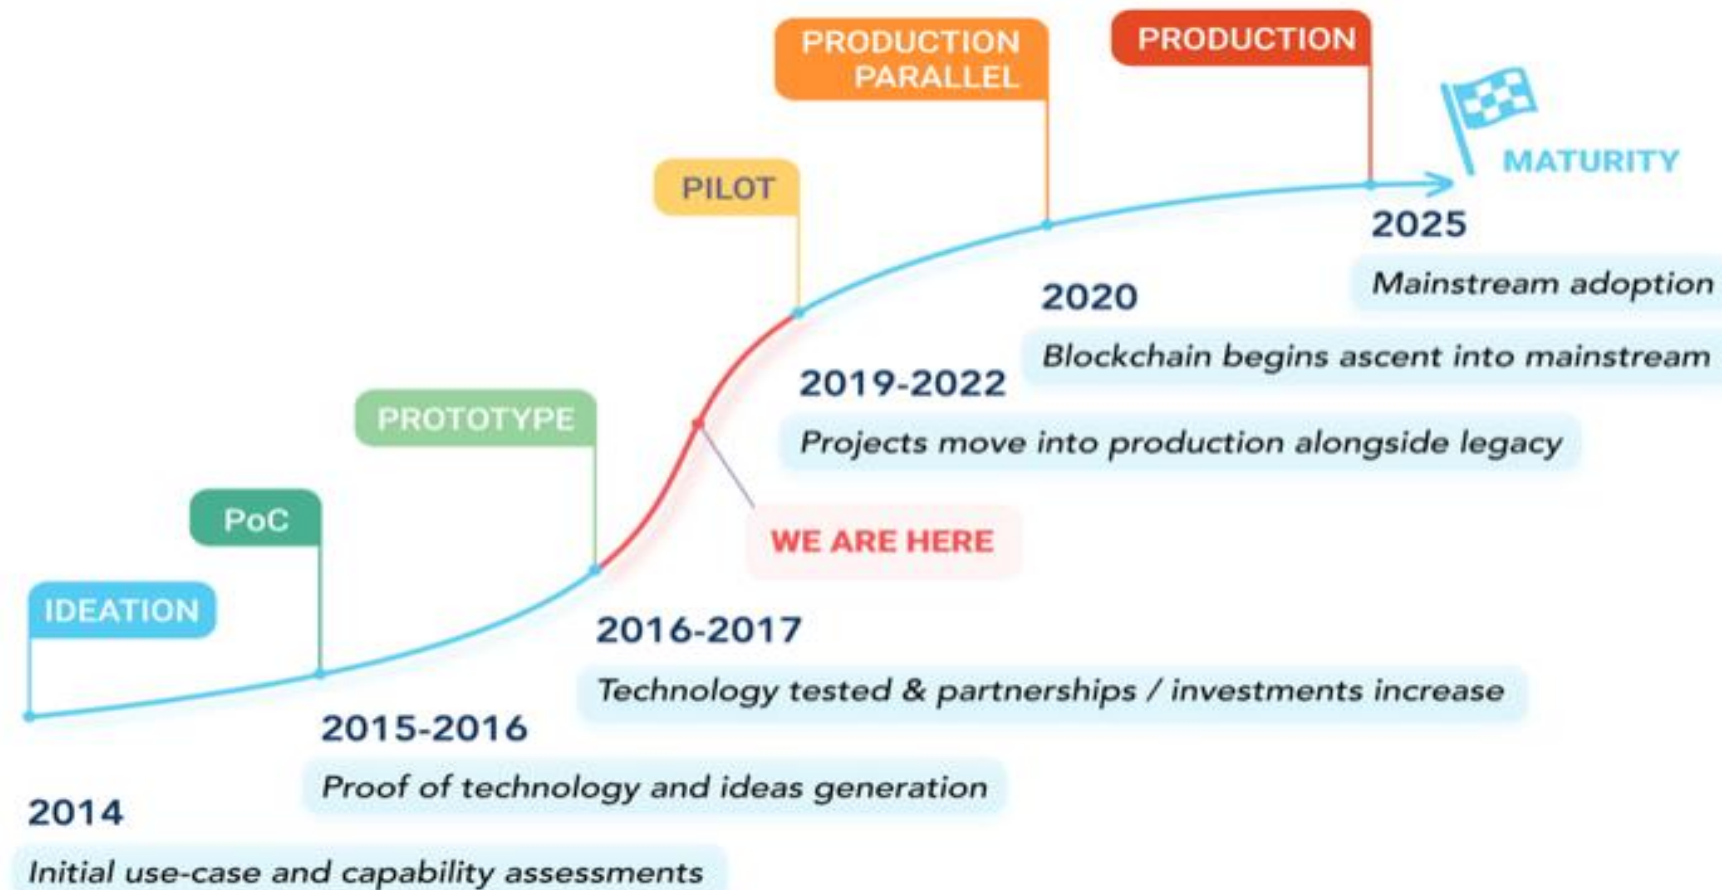 PRODUCTION
PARALLEL
PRODUCTION
MATURITY
PILOT
2025
Mainstream adoption
2020
Blockchain begins ascent into mainstream
2019-2022
Projects move into production alongside legacy
PROTOTYPE
WE ARE HERE
PoC
IDEATION
2016-2017
Technology tested & partnerships / investments increase
2015-2016
Proof of technology and ideas generation
2014
Initial use-case and capability assessments